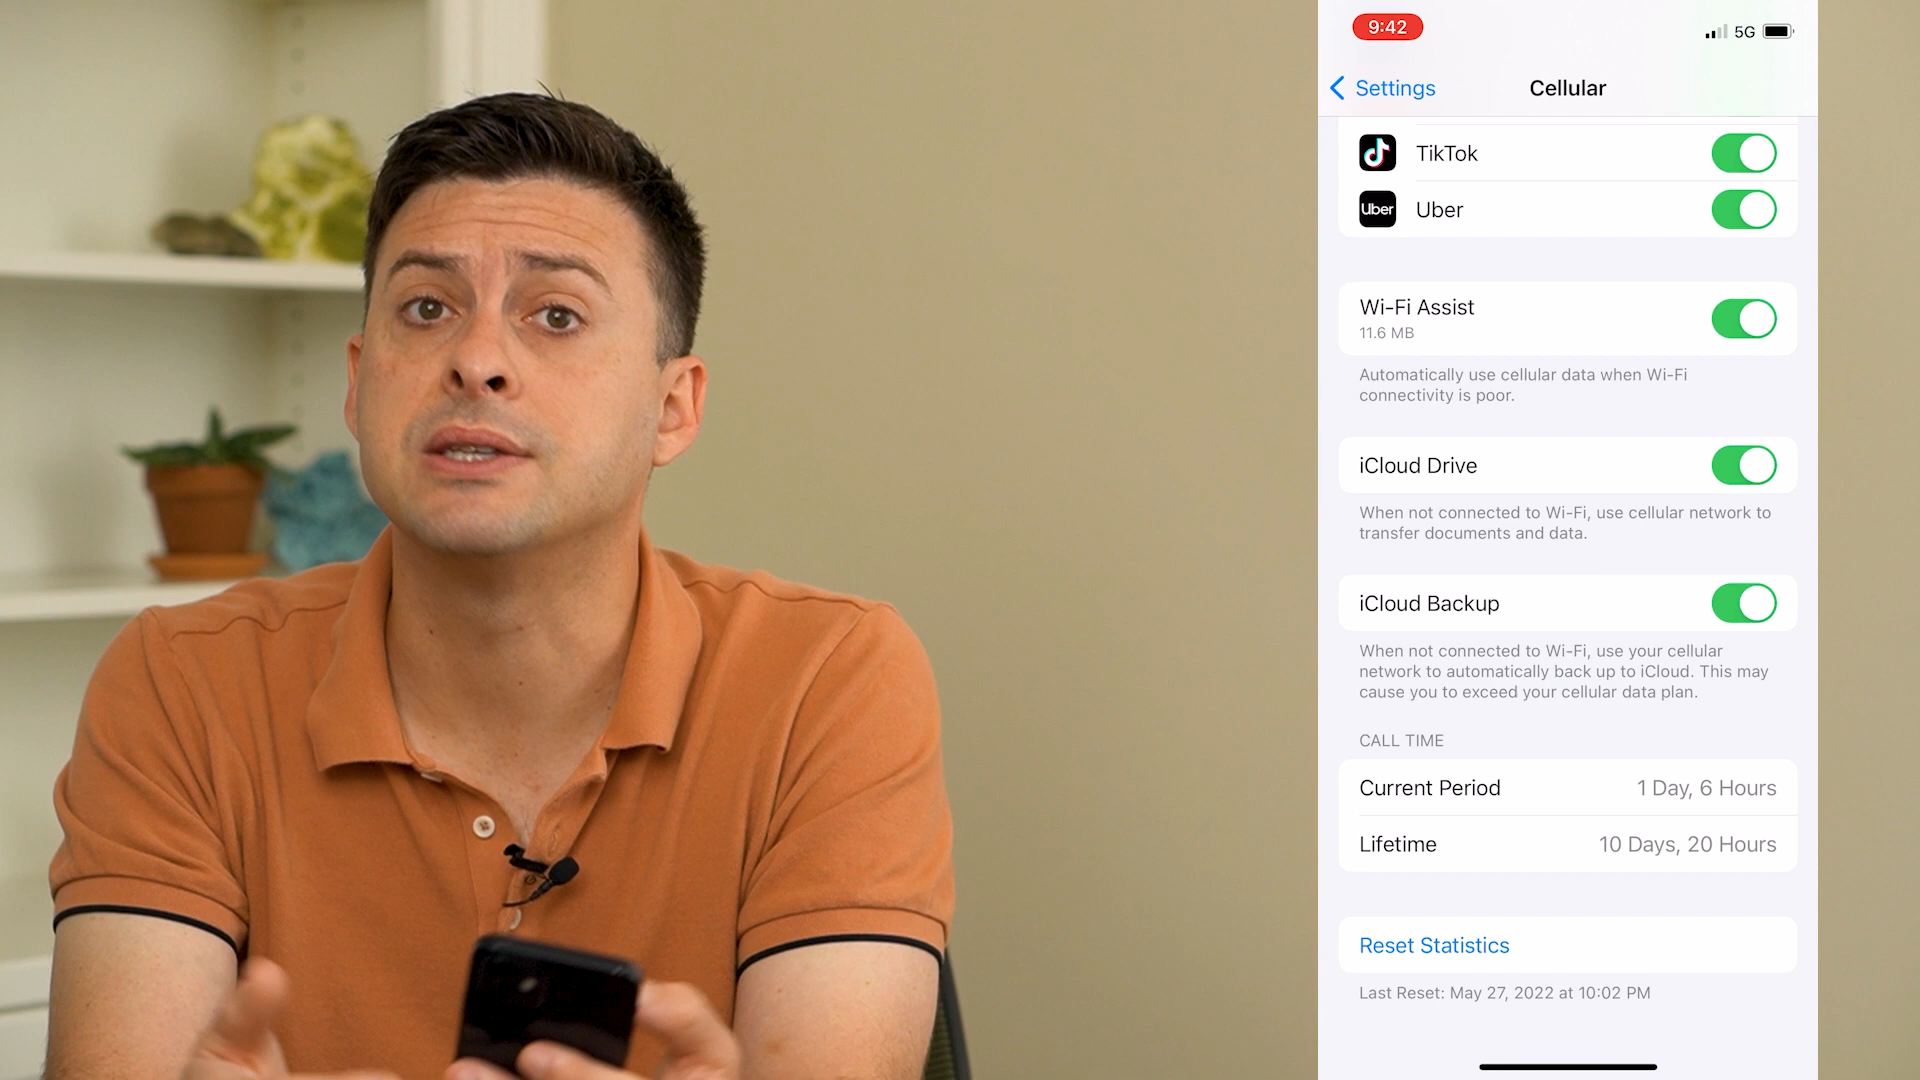 9:42
5G
Settings
Cellular
TikTok
Uber
Uber
Wi-Fi Assist
11.6 MB
Automatically use cellular data when Wi-Fi
connectivity is poor.
iCloud Drive
When not connected to Wi-Fi, use cellular network to
transfer documents and data.
iCloud Backup
When not connected to Wi-Fi, use your cellular
network to automatically back up to iCloud. This may
cause you to exceed your cellular data plan.
CALL TIME
Current Period 1 Day, 6 Hours
Lifetime 10 Days, 20 Hours
Reset Statistics
Last Reset: May 27, 2022 at 10:02 PM